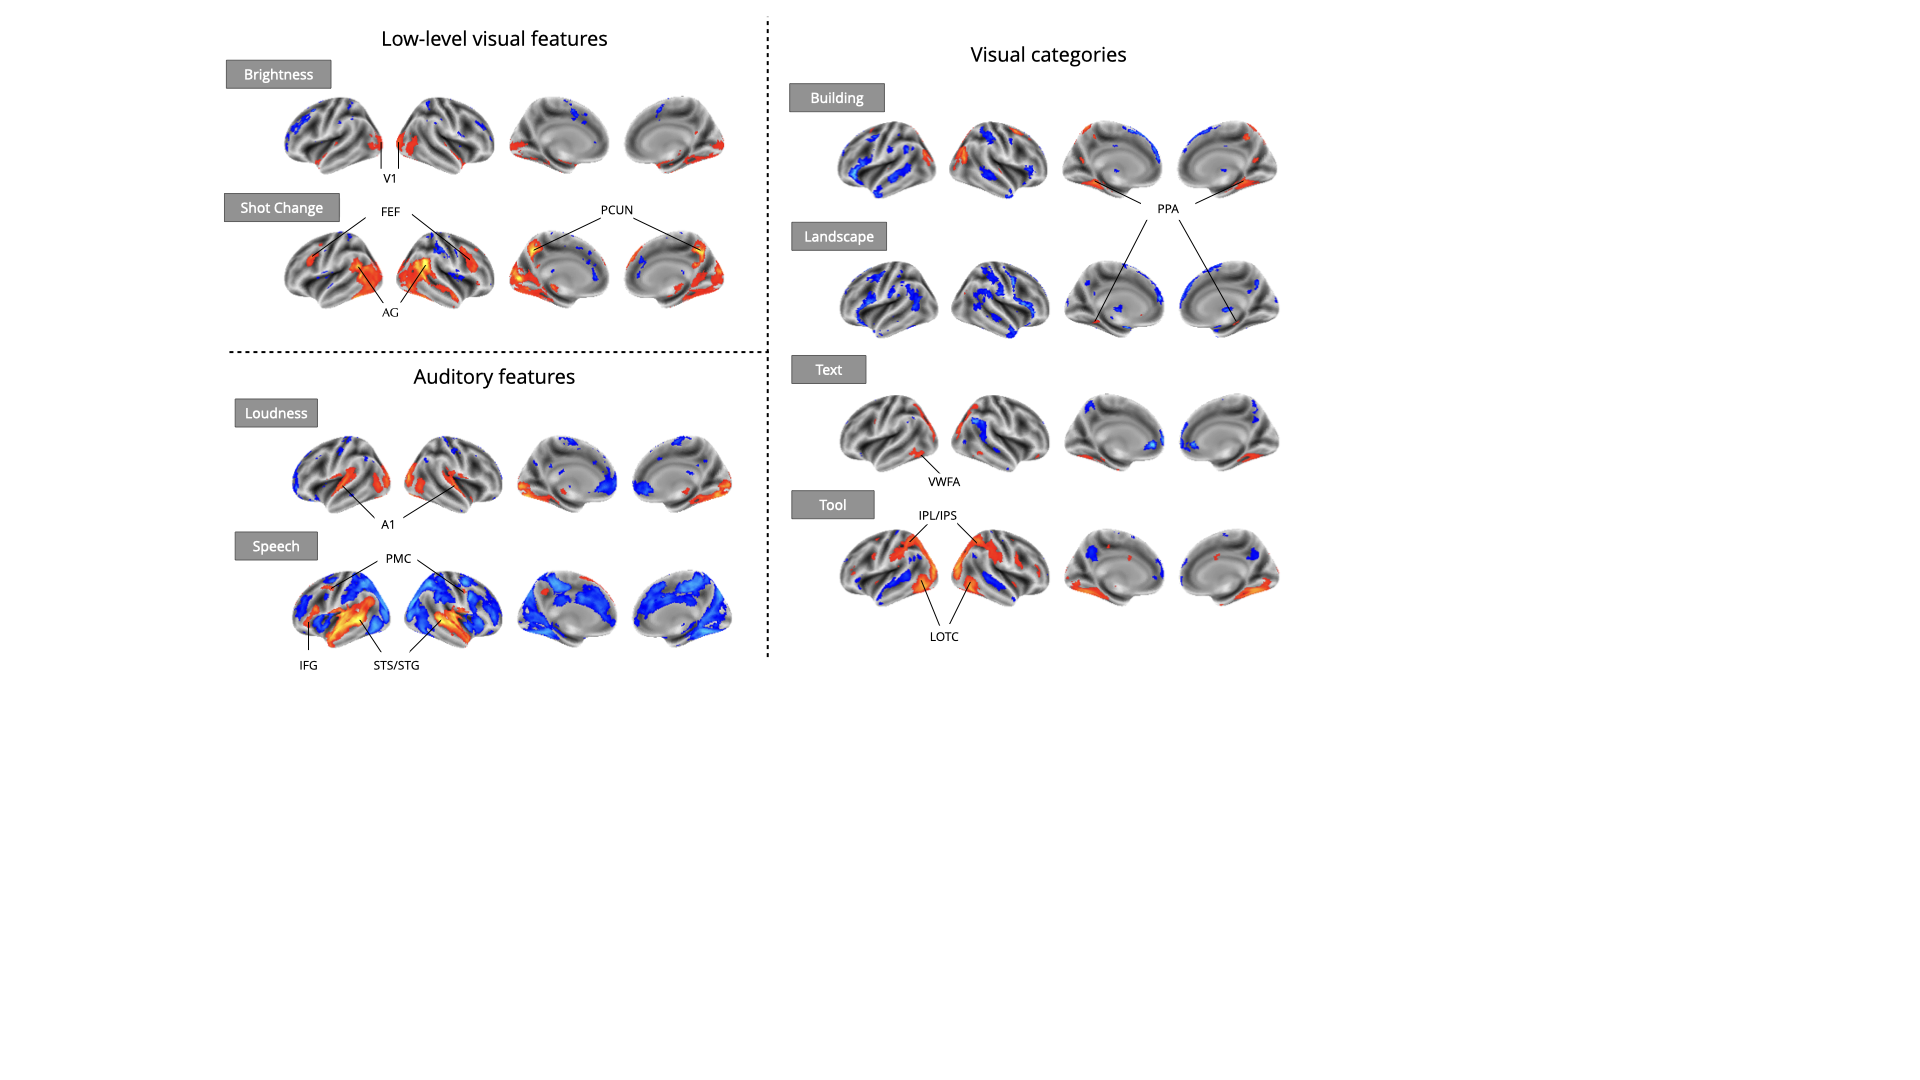 Low-level visual features
Brightness
V1
Shot Change
FEF
PCUN
AG
Auditory features
Loudness
A1
Speech
PMC
IFG
STS/STG
Visual categories
Building
PPA
Landscape
Text
VWFA
Tool
IPL/IPS
LOTC